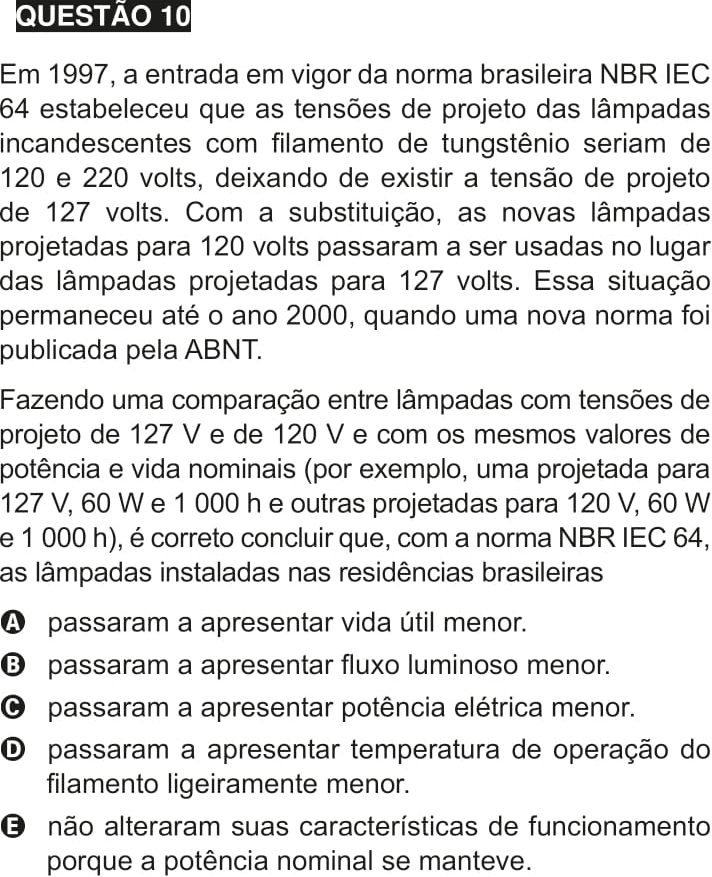 QUESTÃO 10
Em 1997, a entrada em vigor da norma brasileira NBR IEC
64 estabeleceu que as tensões de projeto das lâmpadas
incandescentes com filamento de tungstênio seriam de
120 e 220 volts, deixando de existir a tensão de projeto
de 127 volts. Com a substituição, as novas lâmpadas
projetadas para 120 volts passaram a ser usadas no lugar
das lâmpadas projetadas para 127 volts. Essa situação
permaneceu até o ano 2000, quando uma nova norma foi
publicada pela ABNT.
Fazendo uma comparação entre lâmpadas com tensões de
projeto de 127 V e de 120 V e com os mesmos valores de
potência e vida nominais (por exemplo, uma projetada para
127 V, 60 W e 1 000 h e outras projetadas para 120 V, 60 W
e 1 000 h), é correto concluir que, com a norma NBR IEC 64,
as lâmpadas instaladas nas residências brasileiras
A passaram a apresentar vida útil menor.
B passaram a apresentar fluxo luminoso menor.
C passaram a apresentar potência elétrica menor.
D passaram a apresentar temperatura de operação do
filamento ligeiramente menor.
E não alteraram suas características de funcionamento
porque a potência nominal se manteve.